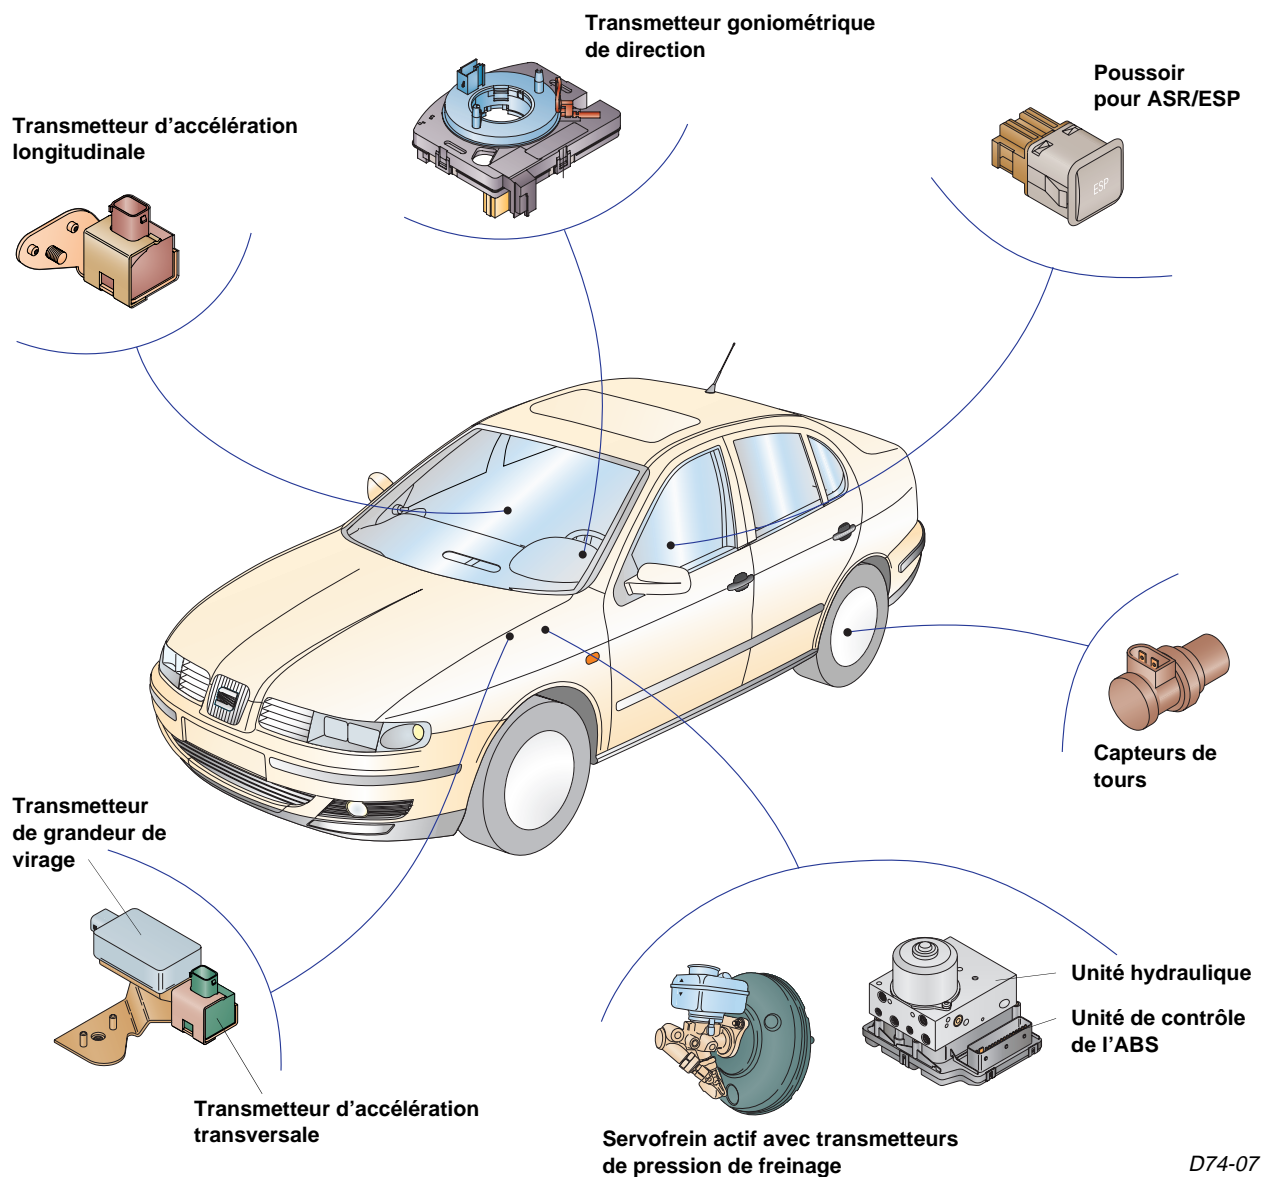 Transmetteur goniométrique
de direction
Poussoir
pour ASR/ESP
Transmetteur d'accélération
longitudinale
ESP
Capteurs de
tours
Transmetteur
de grandeur de
virage
Unité hydraulique
Unité de contrôle
de l'ABS
Transmetteur d'accélération
transversale
Servofrein actif avec transmetteurs
de pression de freinage
D74-07